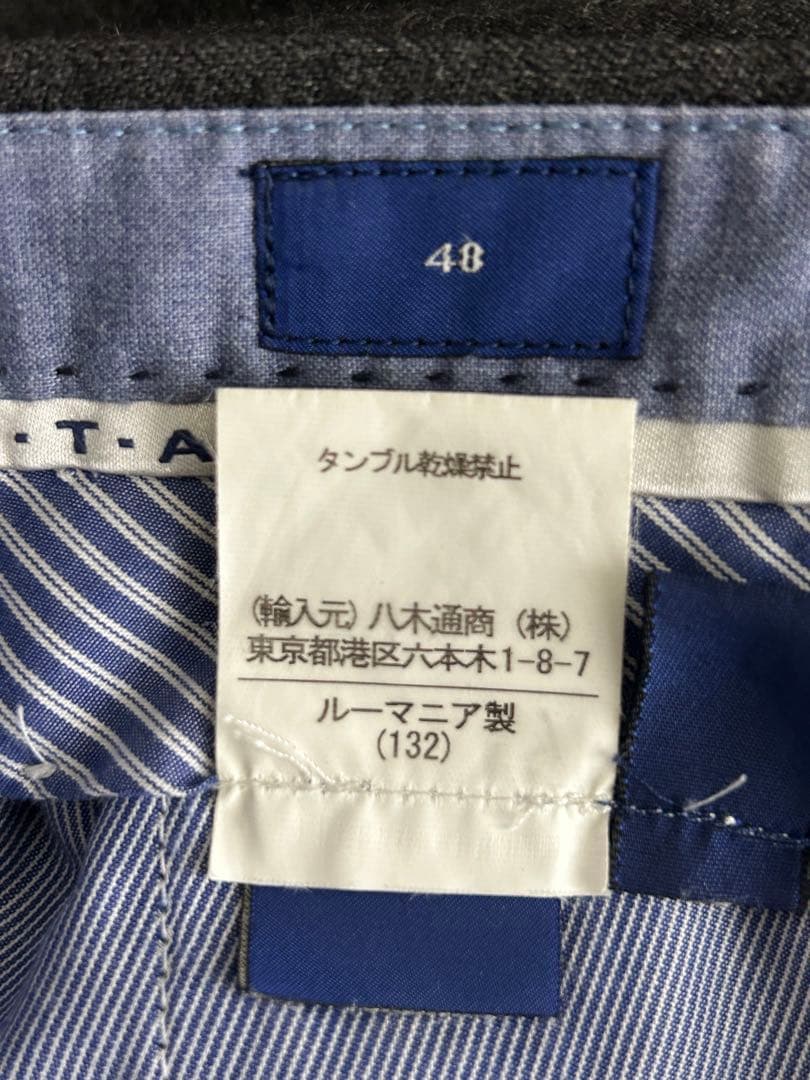 48
·T·A
タンブル乾燥禁止
(輸入元) 八木通商 (株)
東京都港区六本木1-8-7
ルーマニア製
(132)